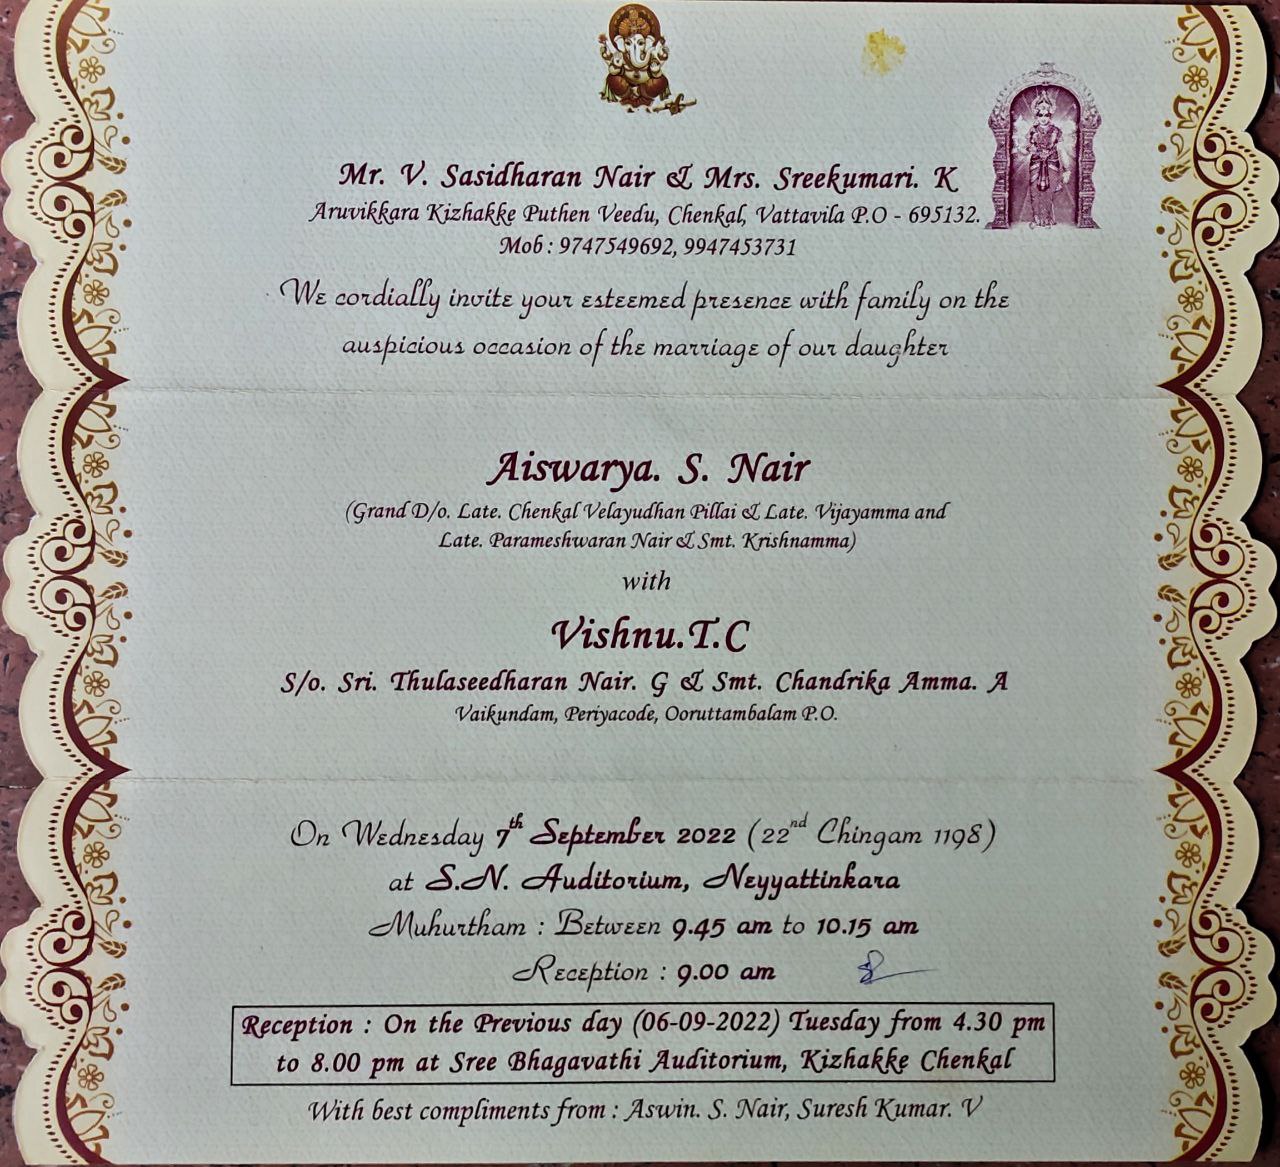 Mr. V. Sasidharan Nair & Mrs. Sreekumari. K
Aruvikkara Kizhakke Puthen Veedu, Chenkal, Vattavila P.O - 695132.
Mob : 9747549692, 9947453731
We cordially invite your esteemed presence with family on the
auspicious occasion of the marriage of our daughter
Aiswarya. S. Nair
(Grand D/o. Late. Chenkal Velayudhan Pillai & Late. Vijayamma and
Late. Parameshwaran Nair & Smt. Krishnamma)
with
Vishnu.T.C
S/o. Sri. Thulaseedharan Nair. G & Smt. Chandrika Amma. A
Vaikundam, Periyacode, Ooruttambalam P.O.
On Wednesday 7th September 2022 (22nd Chingam 1198)
at S.N. Auditorium, Neyyattinkara
Muhurtham : Between 9.45 am to 10.15 am
Reception : 9.00 am
Reception : On the Previous day (06-09-2022) Tuesday from 4.30 pm
to 8.00 pm at Sree Bhagavathi Auditorium, Kizhakke Chenkal
With best compliments from : Aswin. S. Nair, Suresh Kumar. V